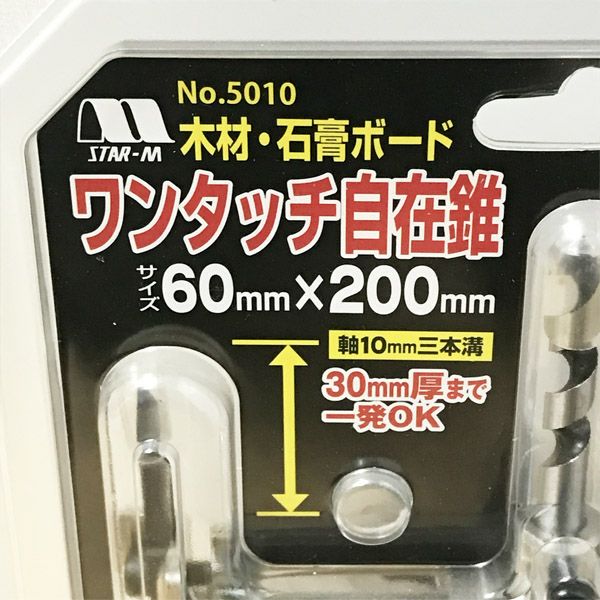 No.5010
STAR-M
木材・石膏ボード
ワンタッチ自在錐
サイズ 60mm×200mm
軸10mm三本溝
30mm厚まで
一発OK